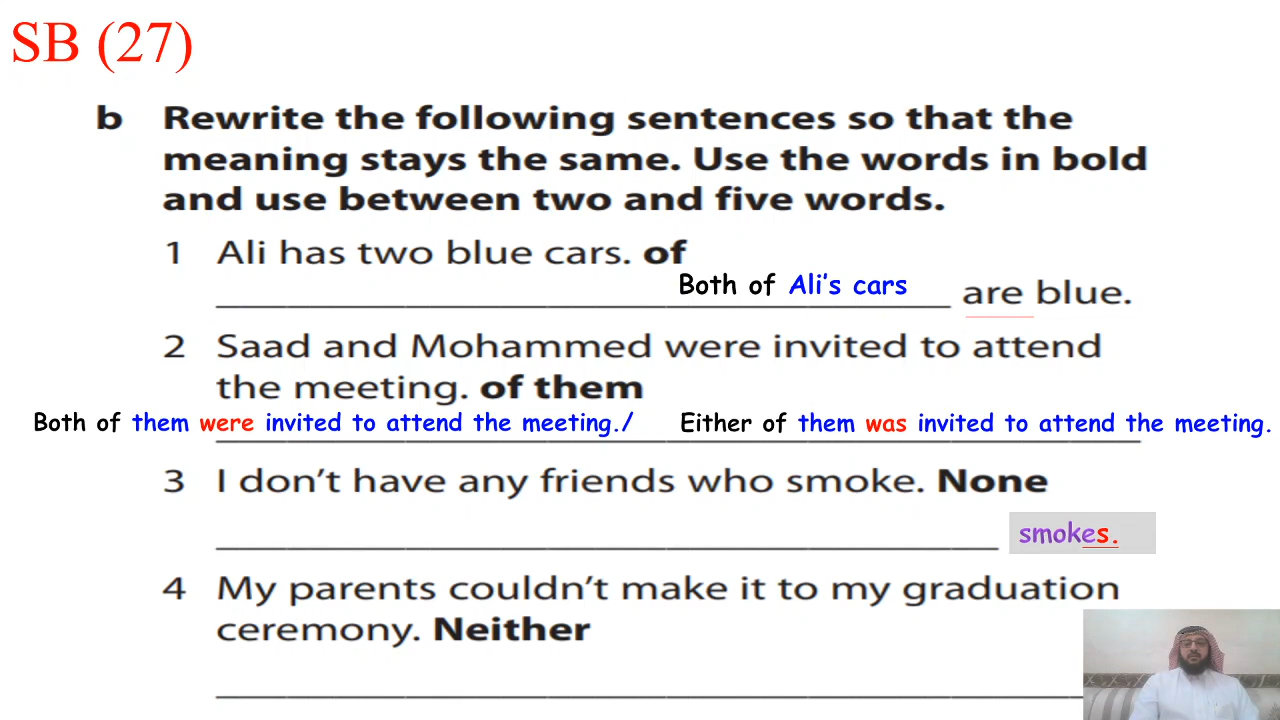 SB (27)
b Rewrite the following sentences so that the
meaning stays the same. Use the words in bold
and use between two and five words.
1 Ali has two blue cars. of
Both of Ali's cars are blue.
2 Saad and Mohammed were invited to attend
the meeting. of them
Both of them were invited to attend the meeting./ Either of them was invited to attend the meeting.
3 I don't have any friends who smoke. None
smokes.
4 My parents couldn't make it to my graduation
ceremony. Neither